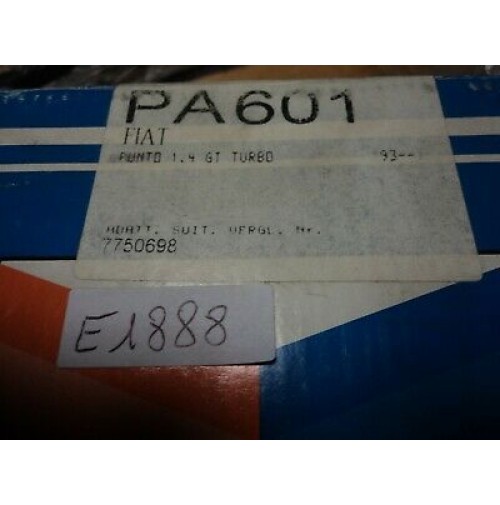 PA601
FIAT
PUNTO 1.4 GT TURBO 93--
ADATT. SUIT. VERGL. Nr.
7750698
E1888